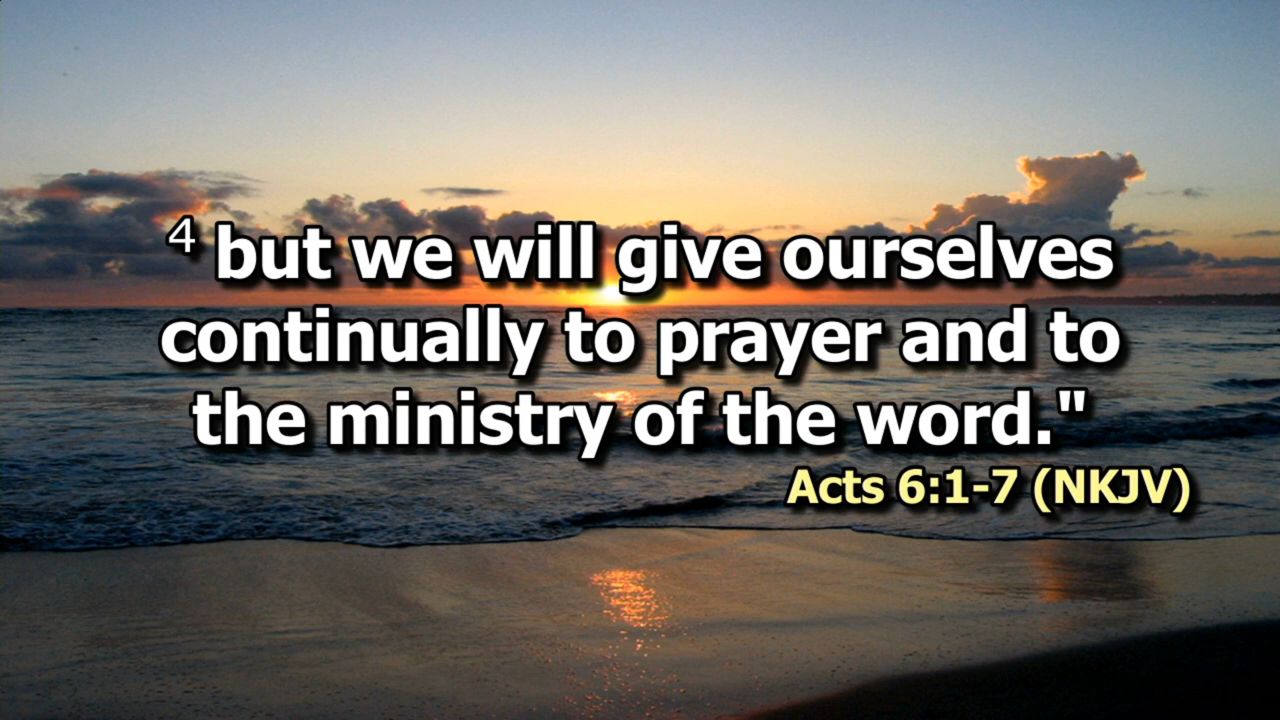 4 but we will give ourselves
continually to prayer and to
the ministry of the word."
Acts 6:1-7 (NKJV)